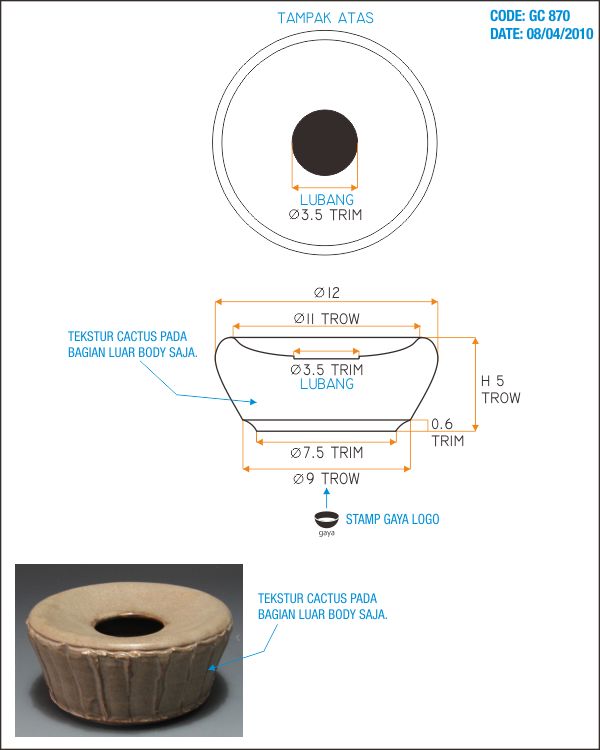 TAMPAK ATAS
CODE: GC 870
DATE: 08/04/2010
LUBANG
Ø3.5 TRIM
Ø12
Ø11 TROW
TEKSTUR CACTUS PADA
BAGIAN LUAR BODY SAJA.
Ø3.5 TRIM
LUBANG
H 5
TROW
0.6
TRIM
Ø7.5 TRIM
Ø9 TROW
STAMP GAYA LOGO
gaya
TEKSTUR CACTUS PADA
BAGIAN LUAR BODY SAJA.